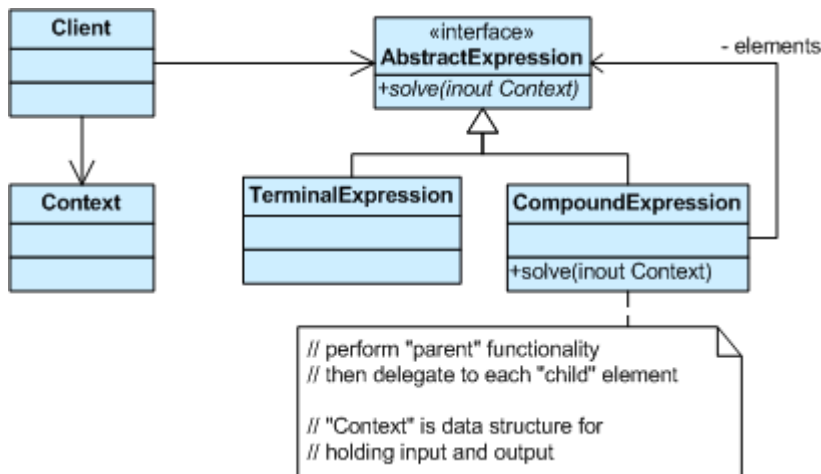 Client
«interface»
AbstractExpression
+solve(inout Context)
- elements
Context
TerminalExpression
CompoundExpression
+solve(inout Context)
// perform "parent" functionality
// then delegate to each "child" element
// "Context" is data structure for
// holding input and output